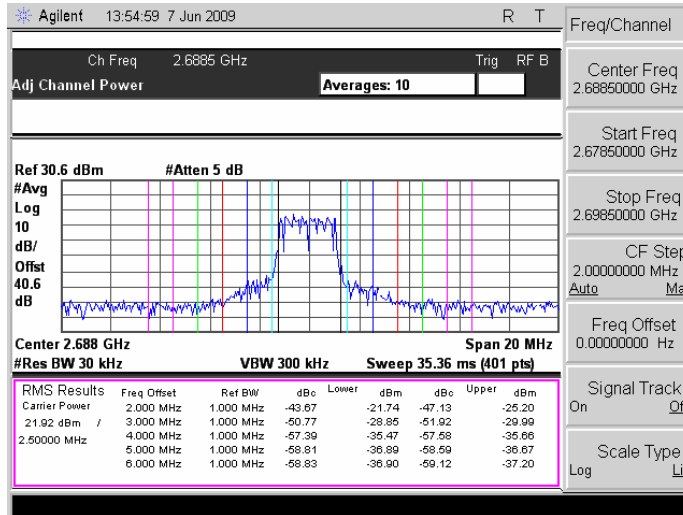 Agilent 13:54:59 7 Jun 2009 R T
Freq/Channel
Ch Freq 2.6885 GHz Trig RF B
Adj Channel Power Averages: 10
Center Freq
2.68850000 GHz
Start Freq
2.67850000 GHz
Stop Freq
2.69850000 GHz
CF Step
2.00000000 MHz
Auto Ma
Freq Offset
0.00000000 Hz
Signal Track
On Of
Scale Type
Log Li
Ref 30.6 dBm #Atten 5 dB
#Avg
Log
10
dB/
Offst
40.6
dB
Center 2.688 GHz Span 20 MHz
#Res BW 30 kHz VBW 300 kHz Sweep 35.36 ms (401 pts)
RMS Results Freq Offset Ref BW dBc Lower dBm dBc Upper dBm
Carrier Power 2.000 MHz 1.000 MHz -43.67 -21.74 -47.13 -25.20
21.92 dBm / 3.000 MHz 1.000 MHz -50.77 -28.85 -51.92 -29.99
2.50000 MHz 4.000 MHz 1.000 MHz -57.39 -35.47 -57.58 -35.66
5.000 MHz 1.000 MHz -58.81 -36.89 -58.59 -36.67
6.000 MHz 1.000 MHz -58.83 -36.90 -59.12 -37.20